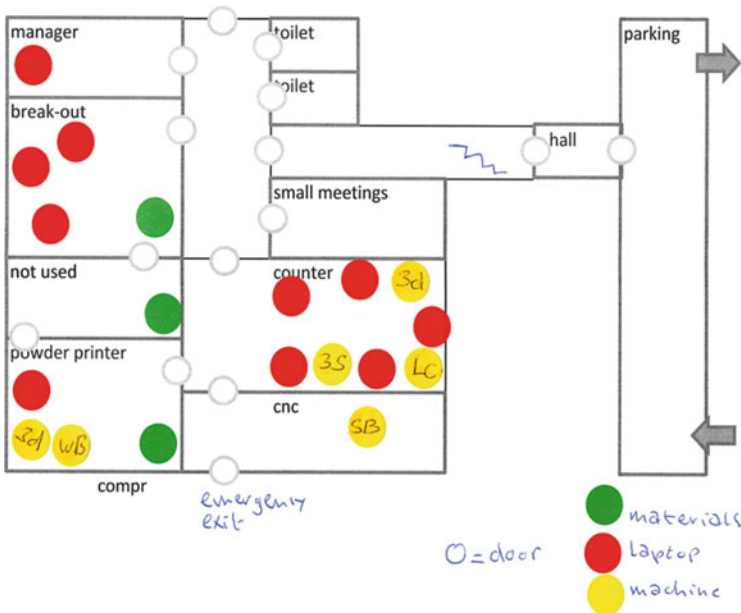 manager
toilet
parking
toilet
break-out
hall
small meetings
not used
counter
3d
powder printer
3S
LC
cnc
3d
WB
SB
compr
emergency
exit
materials
O=door
laptop
machine